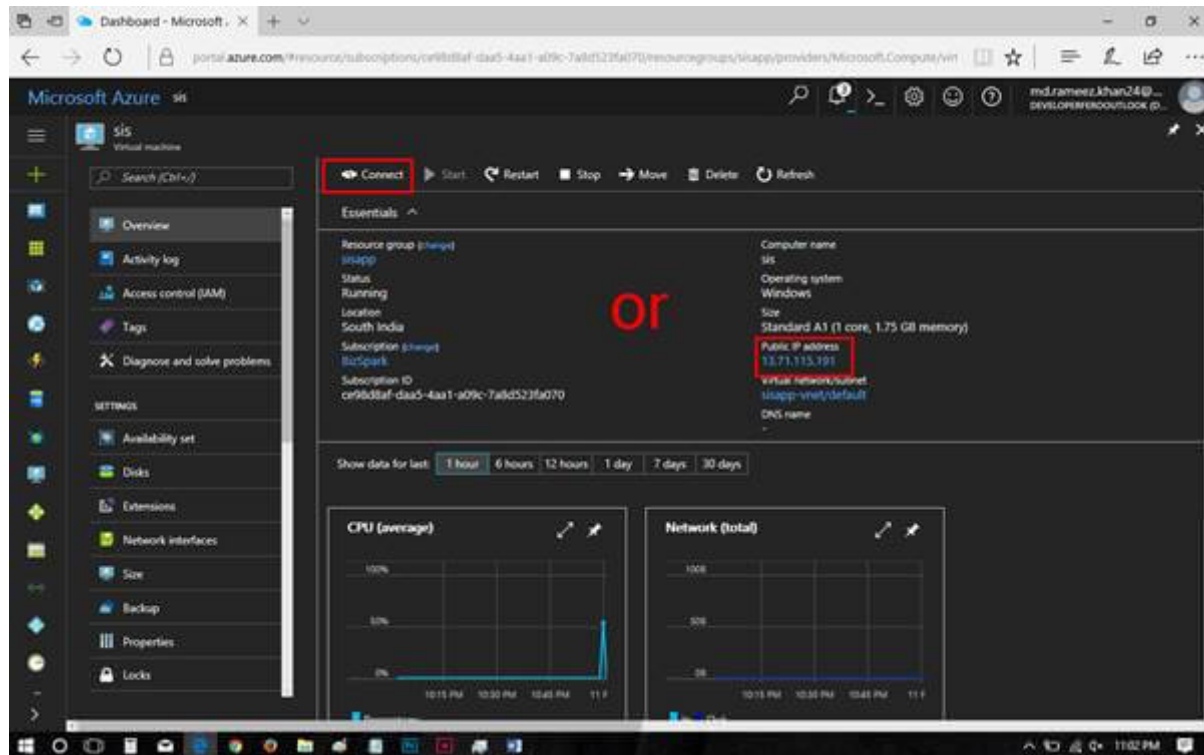 Dashboard - Microsoft
portal.azure.com/#resource/subscriptions/ce98d8af-daa5-4aa1-a09c-7a8d523fa070/resourcegroups/sisapp/providers/Microsoft.Compute/vir
Microsoft Azure sis
md.rameez.khan24@...
sis
Virtual machine
Search (Ctrl+/)
Connect Start Restart Stop Move Delete Refresh
Overview
Activity log
Access control (IAM)
Tags
Diagnose and solve problems
SETTINGS
Availability set
Disks
Extensions
Network interfaces
Size
Backup
Properties
Locks
Essentials
Resource group (change)
sisapp
Status
Running
Location
South India
Subscription (change)
BizSpark
Subscription ID
ce98d8af-daa5-4aa1-a09c-7a8d523fa070
or
Computer name
sis
Operating system
Windows
Size
Standard A1 (1 core, 1.75 GB memory)
Public IP address
13.71.115.191
Virtual network/subnet
sisapp-vnet/default
DNS name
-
Show data for last: 1 hour 6 hours 12 hours 1 day 7 days 30 days
CPU (average)
100%
50%
0%
10:15 PM 10:30 PM 10:45 PM 11 P
Network (total)
100B
50B
0B
10:15 PM 10:30 PM 10:45 PM 11 P
11:02 PM